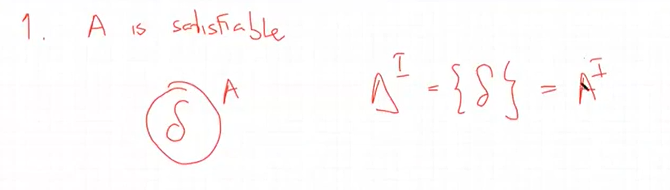 1. A is satisfiable
δ A
Δ^I = {δ} = A^I